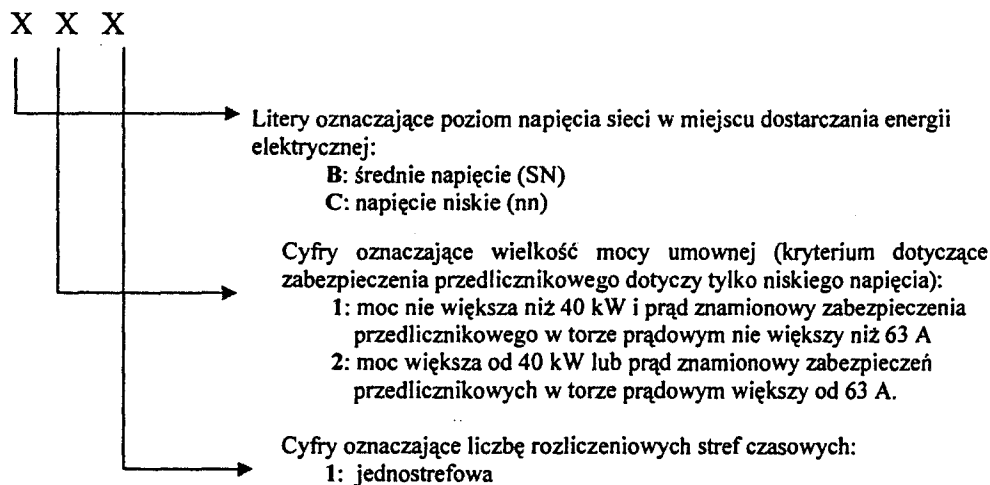 X X X
Litery oznaczające poziom napięcia sieci w miejscu dostarczania energii
elektrycznej:
B: średnie napięcie (SN)
C: napięcie niskie (nn)
Cyfry oznaczające wielkość mocy umownej (kryterium dotyczące
zabezpieczenia przedlicznikowego dotyczy tylko niskiego napięcia):
1: moc nie większa niż 40 kW i prąd znamionowy zabezpieczenia
przedlicznikowego w torze prądowym nie większy niż 63 A
2: moc większa od 40 kW lub prąd znamionowy zabezpieczeń
przedlicznikowych w torze prądowym większy od 63 A.
Cyfry oznaczające liczbę rozliczeniowych stref czasowych:
1: jednostrefowa